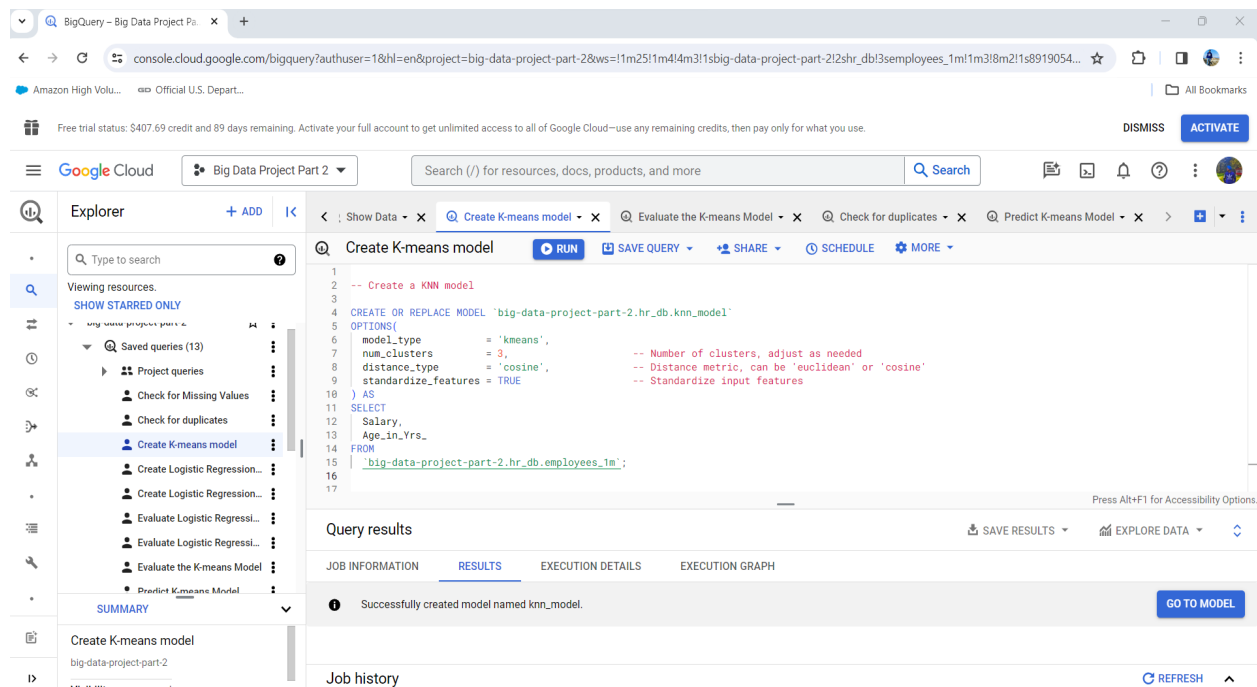 BigQuery – Big Data Project Pa
console.cloud.google.com/bigquery?authuser=1&hl=en&project=big-data-project-part-2&ws=!1m25!1m4!4m3!1sbig-data-project-part-2!2shr_db!3semployees_1m!1m3!8m2!1s8919054...
Amazon High Volu... GD Official U.S. Depart... All Bookmarks
Free trial status: $407.69 credit and 89 days remaining. Activate your full account to get unlimited access to all of Google Cloud—use any remaining credits, then pay only for what you use. DISMISS ACTIVATE
Google Cloud Big Data Project Part 2 Search (/) for resources, docs, products, and more Search
Explorer + ADD
Show Data Create K-means model Evaluate the K-means Model Check for duplicates Predict K-means Model
Create K-means model RUN SAVE QUERY SHARE SCHEDULE MORE
Type to search
Viewing resources.
SHOW STARRED ONLY
big-data-project-part-2
Saved queries (13)
Project queries
Check for Missing Values
Check for duplicates
Create K-means model
Create Logistic Regression...
Create Logistic Regression...
Evaluate Logistic Regressi...
Evaluate Logistic Regressi...
Evaluate the K-means Model
Predict K-means Model
SUMMARY
Create K-means model
big-data-project-part-2
1
2 -- Create a KNN model
3
4 CREATE OR REPLACE MODEL `big-data-project-part-2.hr_db.knn_model`
5 OPTIONS(
6 model_type = 'kmeans',
7 num_clusters = 3, -- Number of clusters, adjust as needed
8 distance_type = 'cosine', -- Distance metric, can be 'euclidean' or 'cosine'
9 standardize_features = TRUE -- Standardize input features
10 ) AS
11 SELECT
12 Salary,
13 Age_in_Yrs_
14 FROM
15 `big-data-project-part-2.hr_db.employees_1m`;
16
17
Press Alt+F1 for Accessibility Options.
Query results SAVE RESULTS EXPLORE DATA
JOB INFORMATION RESULTS EXECUTION DETAILS EXECUTION GRAPH
Successfully created model named knn_model. GO TO MODEL
Job history REFRESH